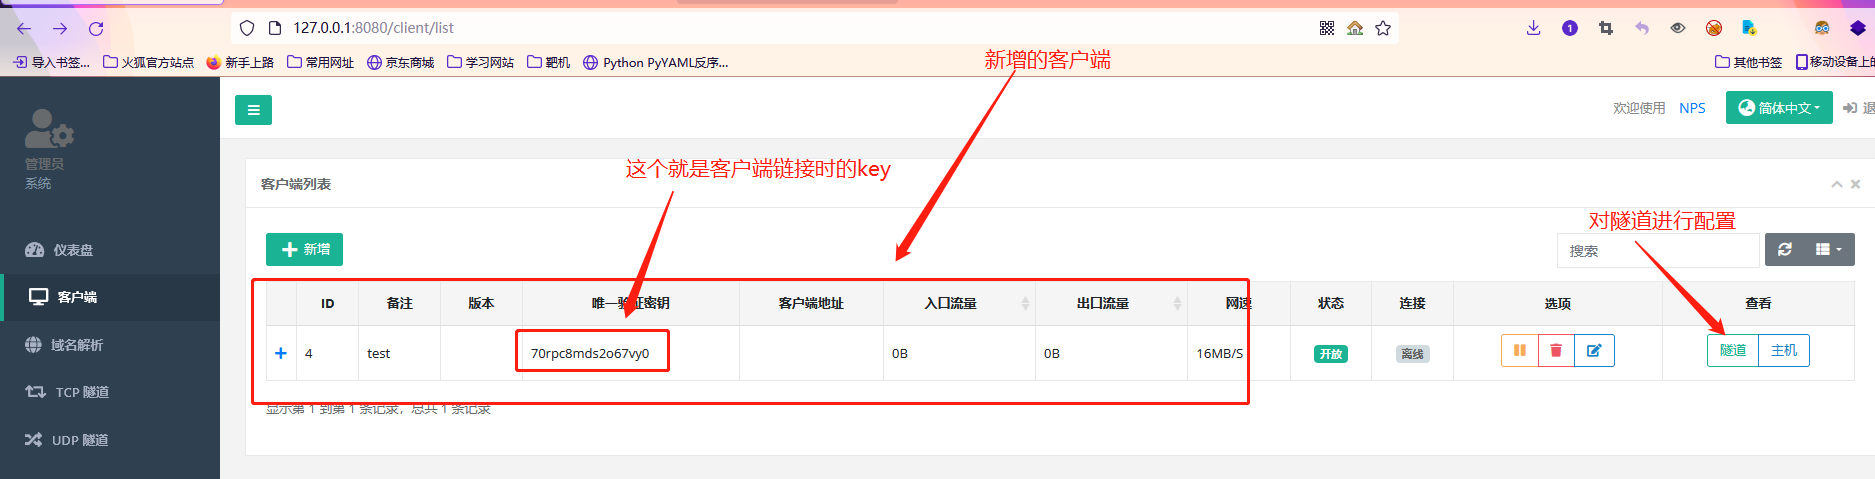 127.0.0.1:8080/client/list
1
导入书签...
火狐官方站点
新手上路
常用网址
京东商城
学习网站
靶机
Python PyYAML反序...
其他书签
移动设备上的
新增的客户端
管理员
系统
欢迎使用
NPS
简体中文
退
这个就是客户端链接时的key
客户端列表
对隧道进行配置
仪表盘
新增
搜索
客户端
ID
备注
版本
唯一验证密钥
客户端地址
入口流量
出口流量
网速
状态
连接
选项
查看
域名解析
4
test
70rpc8mds2o67vy0
0B
0B
16MB/S
开放
离线
隧道
主机
TCP 隧道
显示第 1 到第 1 条记录，总共 1 条记录
UDP 隧道